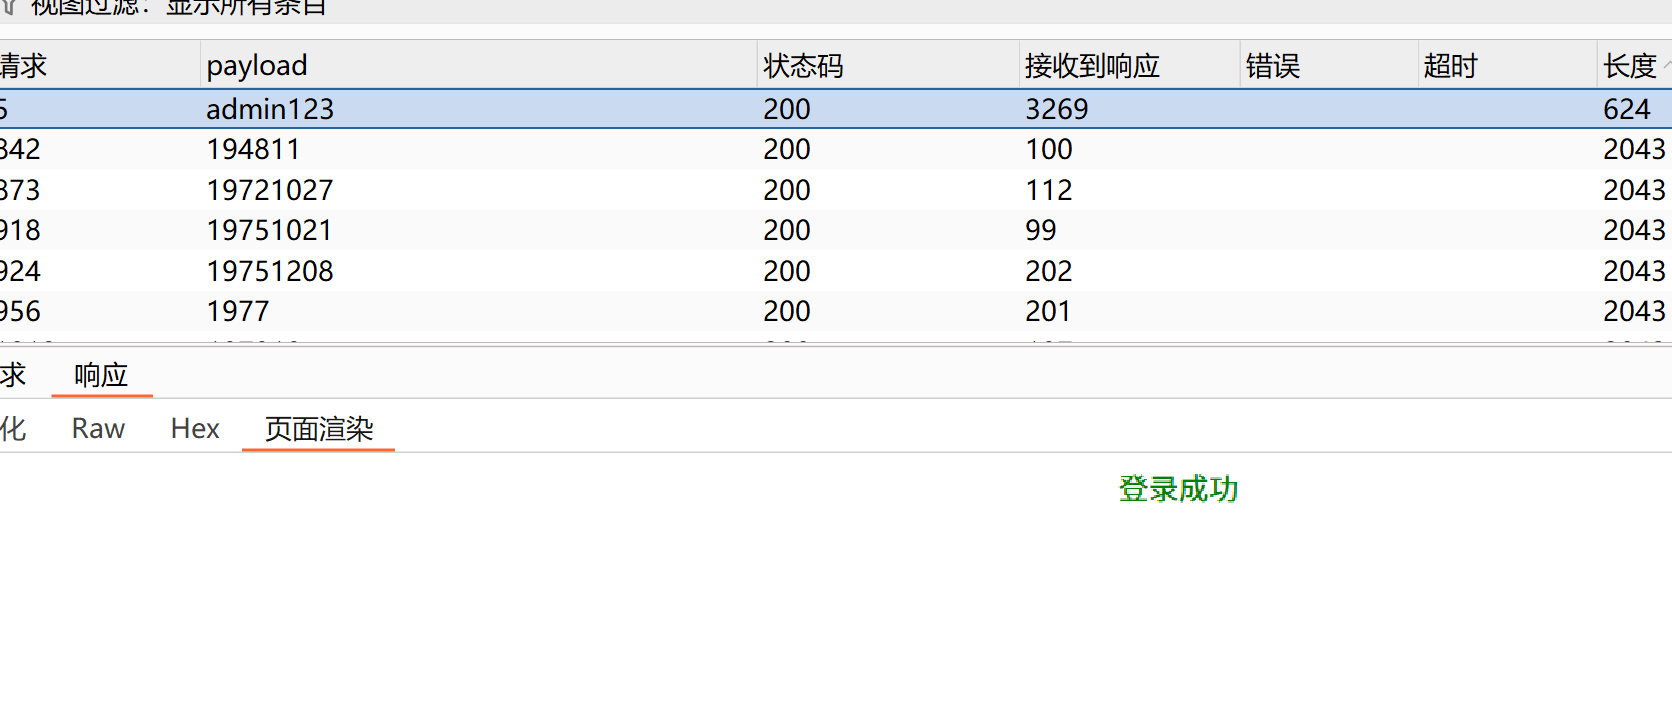 视图过滤：显示所有条目
请求 payload 状态码 接收到响应 错误 超时 长度
5 admin123 200 3269 624
842 194811 200 100 2043
873 19721027 200 112 2043
918 19751021 200 99 2043
924 19751208 200 202 2043
956 1977 200 201 2043
求 响应
化 Raw Hex 页面渲染
登录成功